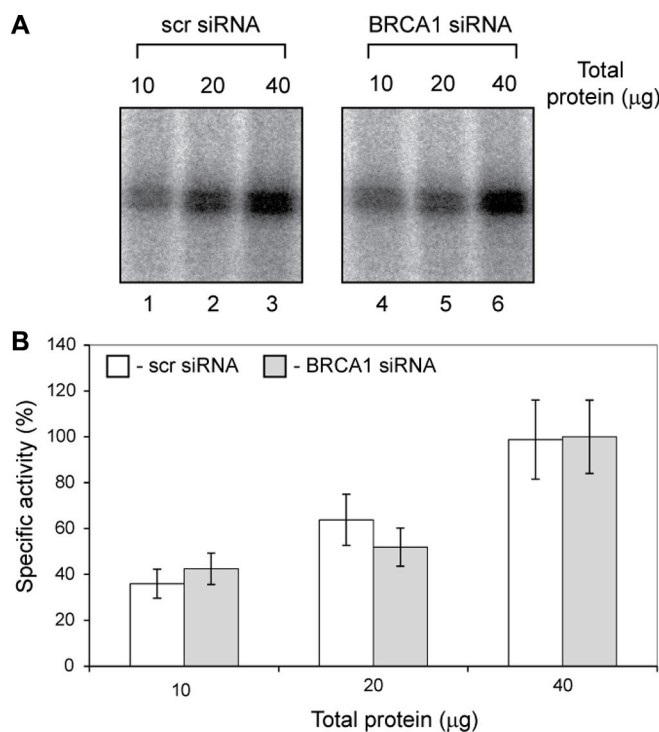 A
scr siRNA BRCA1 siRNA
10 20 40 10 20 40 Total
protein (μg)
1 2 3 4 5 6
B
140
- scr siRNA - BRCA1 siRNA
120
100
80
60
40
20
0
Specific activity (%)
10 20 40
Total protein (μg)